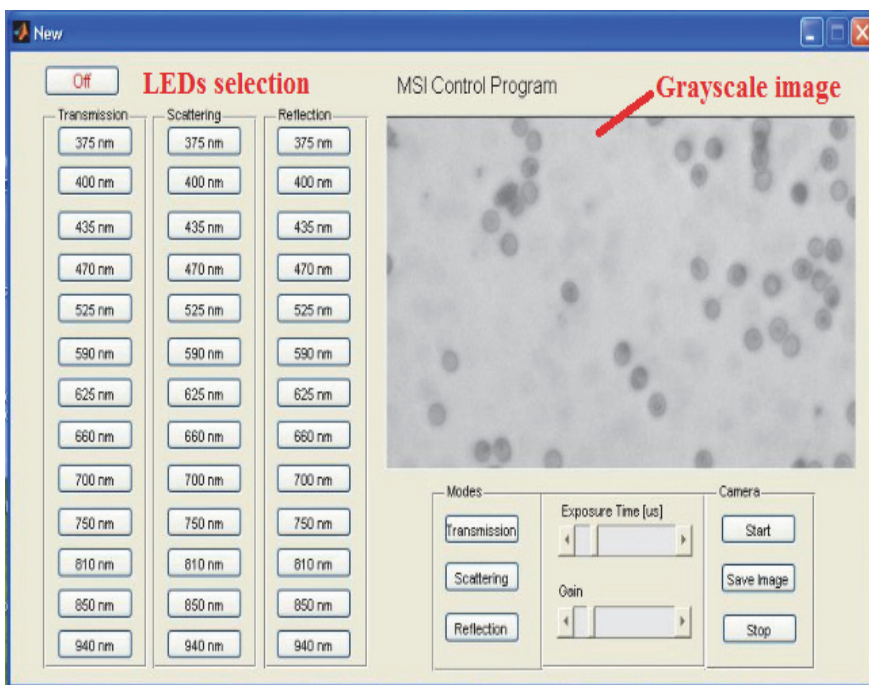 New
Off LEDs selection MSI Control Program Grayscale image
Transmission Scattering Reflection
375 nm 375 nm 375 nm
400 nm 400 nm 400 nm
435 nm 435 nm 435 nm
470 nm 470 nm 470 nm
525 nm 525 nm 525 nm
590 nm 590 nm 590 nm
625 nm 625 nm 625 nm
660 nm 660 nm 660 nm
700 nm 700 nm 700 nm
750 nm 750 nm 750 nm
810 nm 810 nm 810 nm
850 nm 850 nm 850 nm
940 nm 940 nm 940 nm
Modes
Transmission
Scattering
Reflection
Exposure Time [us]
Gain
Camera
Start
Save Image
Stop